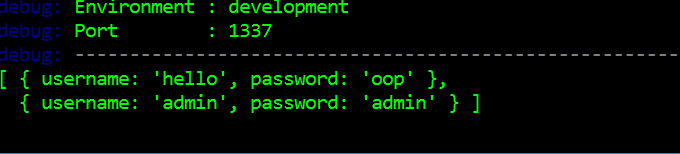 debug: Environment : development
debug: Port        : 1337
debug: -------------------------------------------------------
[ { username: 'hello', password: 'oop' },
  { username: 'admin', password: 'admin' } ]